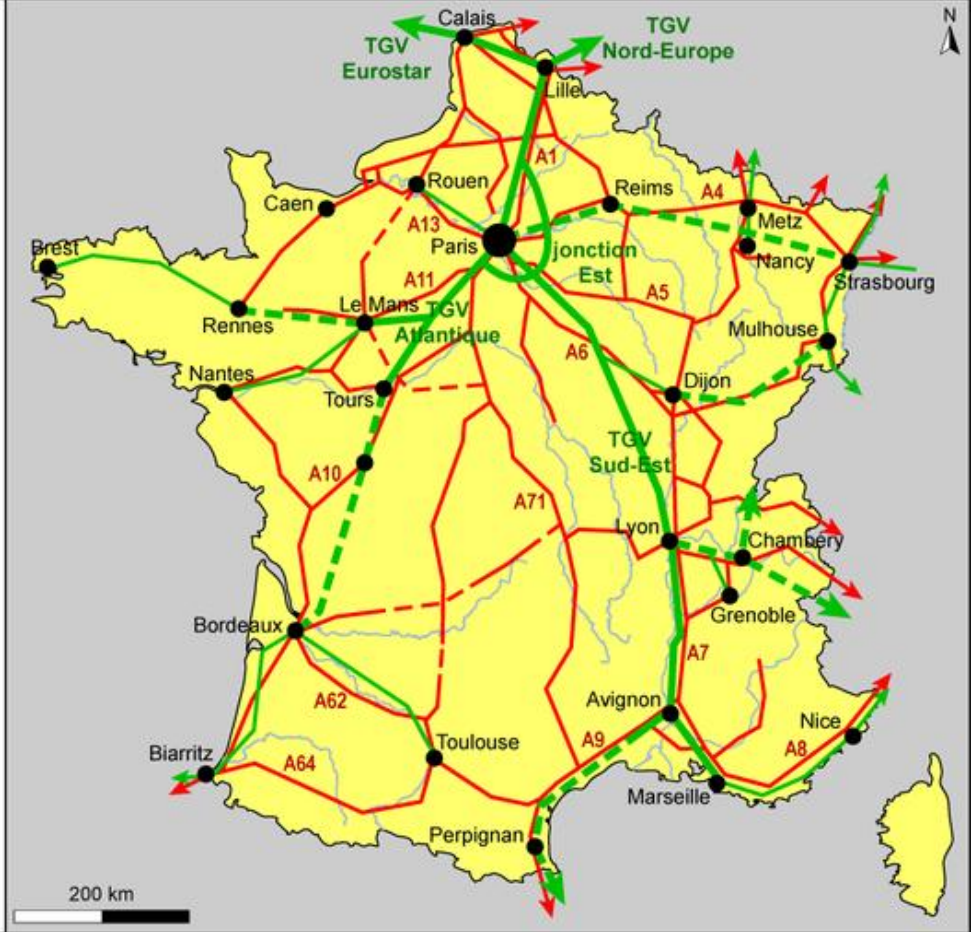 Calais
N
TGV
Eurostar
TGV
Nord-Europe
Lille
A1
Rouen
Reims
A4
Caen
A13
Metz
Paris
jonction
Est
Nancy
Brest
Strasbourg
A11
A5
Le Mans
TGV
Atlantique
Rennes
Mulhouse
A6
Nantes
Tours
Dijon
TGV
Sud-Est
A10
A71
Lyon
Chambéry
Grenoble
Bordeaux
A7
A62
Avignon
Nice
Biarritz
A64
Toulouse
A9
A8
Marseille
Perpignan
200 km